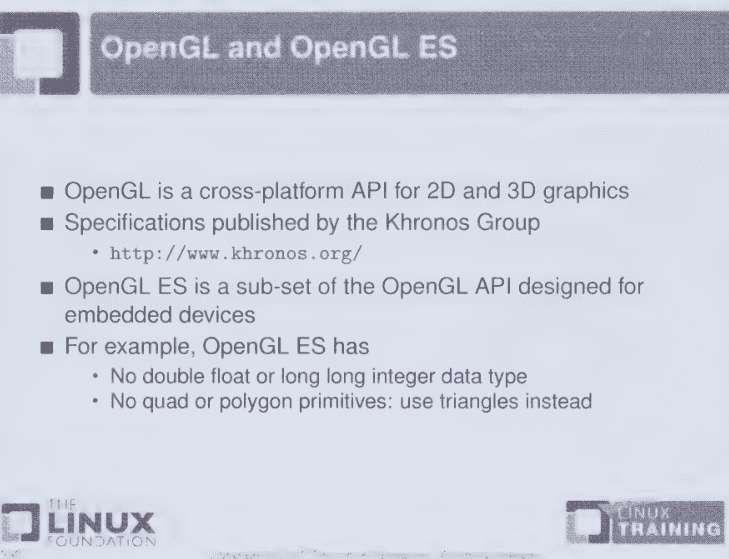 OpenGL and OpenGL ES
■ OpenGL is a cross-platform API for 2D and 3D graphics
■ Specifications published by the Khronos Group
• http://www.khronos.org/
■ OpenGL ES is a sub-set of the OpenGL API designed for
embedded devices
■ For example, OpenGL ES has
• No double float or long long integer data type
• No quad or polygon primitives: use triangles instead
THE
LINUX
FOUNDATION
LINUX
TRAINING